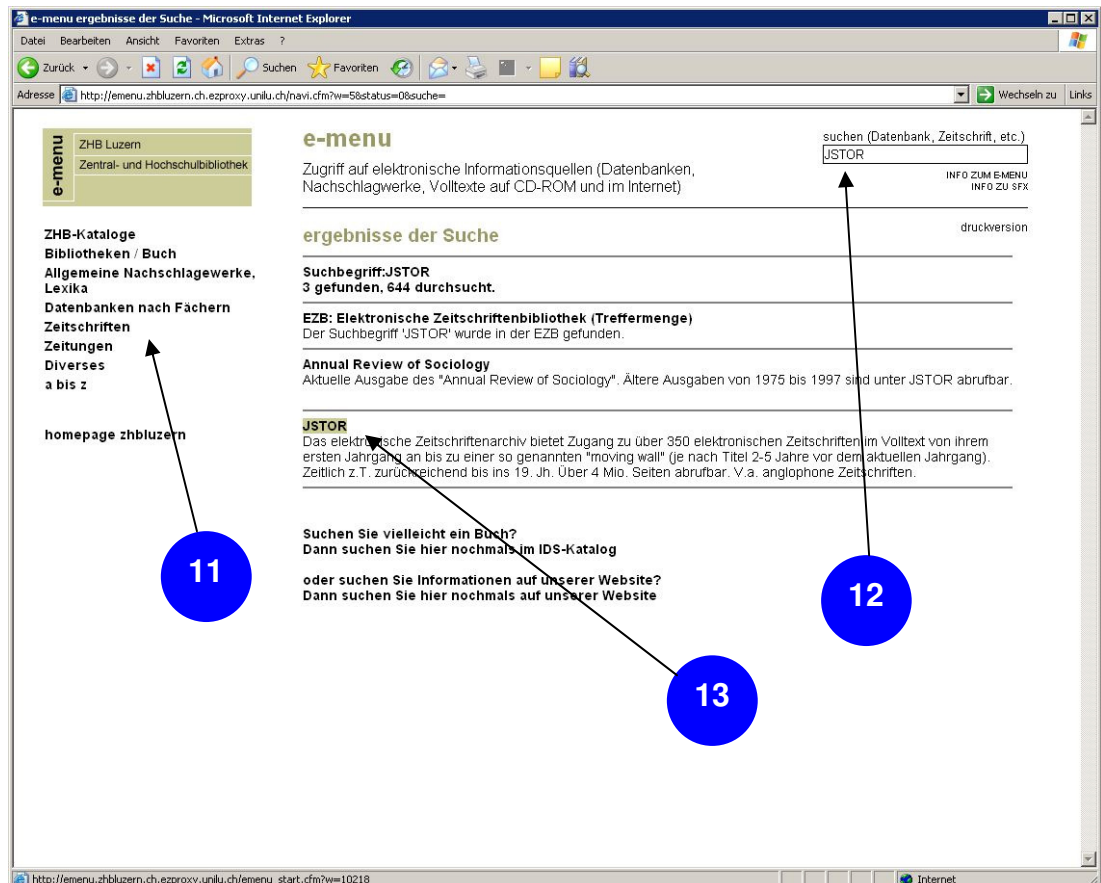 e-menu ergebnisse der Suche - Microsoft Internet Explorer
Datei Bearbeiten Ansicht Favoriten Extras ?
Zurück Suchen Favoriten
Adresse http://emenu.zhbluzern.ch.ezproxy.unilu.ch/navi.cfm?w=5&status=0&suche= Wechseln zu Links
e-menu
ZHB Luzern
Zentral- und Hochschulbibliothek
ZHB-Kataloge
Bibliotheken / Buch
Allgemeine Nachschlagewerke,
Lexika
Datenbanken nach Fächern
Zeitschriften
Zeitungen
Diverses
a bis z
homepage zhbluzern
e-menu
Zugriff auf elektronische Informationsquellen (Datenbanken,
Nachschlagwerke, Volltexte auf CD-ROM und im Internet)
suchen (Datenbank, Zeitschrift, etc.)
JSTOR
INFO ZUM E-MENU
INFO ZU SFX
druckversion
ergebnisse der Suche
Suchbegriff:JSTOR
3 gefunden, 644 durchsucht.
EZB: Elektronische Zeitschriftenbibliothek (Treffermenge)
Der Suchbegriff 'JSTOR' wurde in der EZB gefunden.
Annual Review of Sociology
Aktuelle Ausgabe des "Annual Review of Sociology". Ältere Ausgaben von 1975 bis 1997 sind unter JSTOR abrufbar.
JSTOR
Das elektronische Zeitschriftenarchiv bietet Zugang zu über 350 elektronischen Zeitschriften im Volltext von ihrem
ersten Jahrgang an bis zu einer so genannten "moving wall" (je nach Titel 2-5 Jahre vor dem aktuellen Jahrgang).
Zeitlich z.T. zurückreichend bis ins 19. Jh. Über 4 Mio. Seiten abrufbar. V.a. anglophone Zeitschriften.
Suchen Sie vielleicht ein Buch?
Dann suchen Sie hier nochmals im IDS-Katalog
oder suchen Sie Informationen auf unserer Website?
Dann suchen Sie hier nochmals auf unserer Website
11
12
13
http://emenu.zhbluzern.ch.ezproxy.unilu.ch/emenu_start.cfm?w=10218 Internet